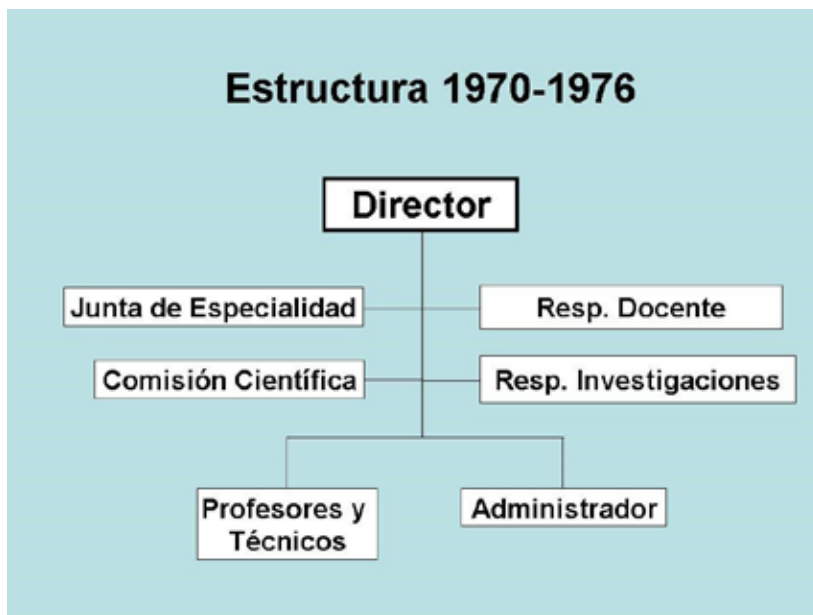 Estructura 1970-1976
Director
Junta de Especialidad
Resp. Docente
Comisión Científica
Resp. Investigaciones
Profesores y
Técnicos
Administrador